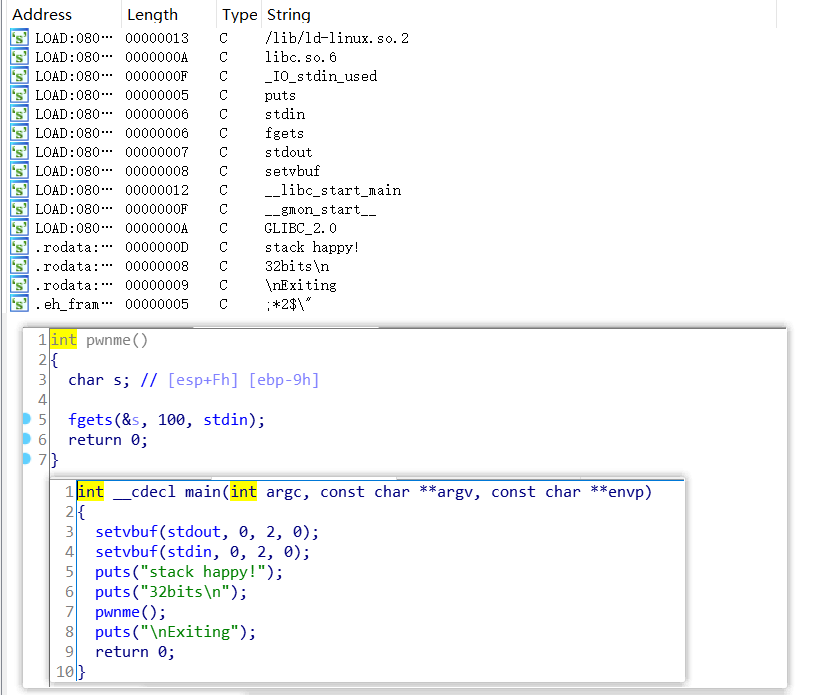 Address Length Type String
LOAD:080… 00000013 C /lib/ld-linux.so.2
LOAD:080… 0000000A C libc.so.6
LOAD:080… 0000000F C _IO_stdin_used
LOAD:080… 00000005 C puts
LOAD:080… 00000006 C stdin
LOAD:080… 00000006 C fgets
LOAD:080… 00000007 C stdout
LOAD:080… 00000008 C setvbuf
LOAD:080… 00000012 C __libc_start_main
LOAD:080… 0000000F C __gmon_start__
LOAD:080… 0000000A C GLIBC_2.0
.rodata:… 0000000D C stack happy!
.rodata:… 00000008 C 32bits\n
.rodata:… 00000009 C \nExiting
.eh_fram… 00000005 C ;*2$\"
1 int pwnme()
2 {
3 char s; // [esp+Fh] [ebp-9h]
4
5 fgets(&s, 100, stdin);
6 return 0;
7 }
1 int __cdecl main(int argc, const char **argv, const char **envp)
2 {
3 setvbuf(stdout, 0, 2, 0);
4 setvbuf(stdin, 0, 2, 0);
5 puts("stack happy!");
6 puts("32bits\n");
7 pwnme();
8 puts("\nExiting");
9 return 0;
10 }